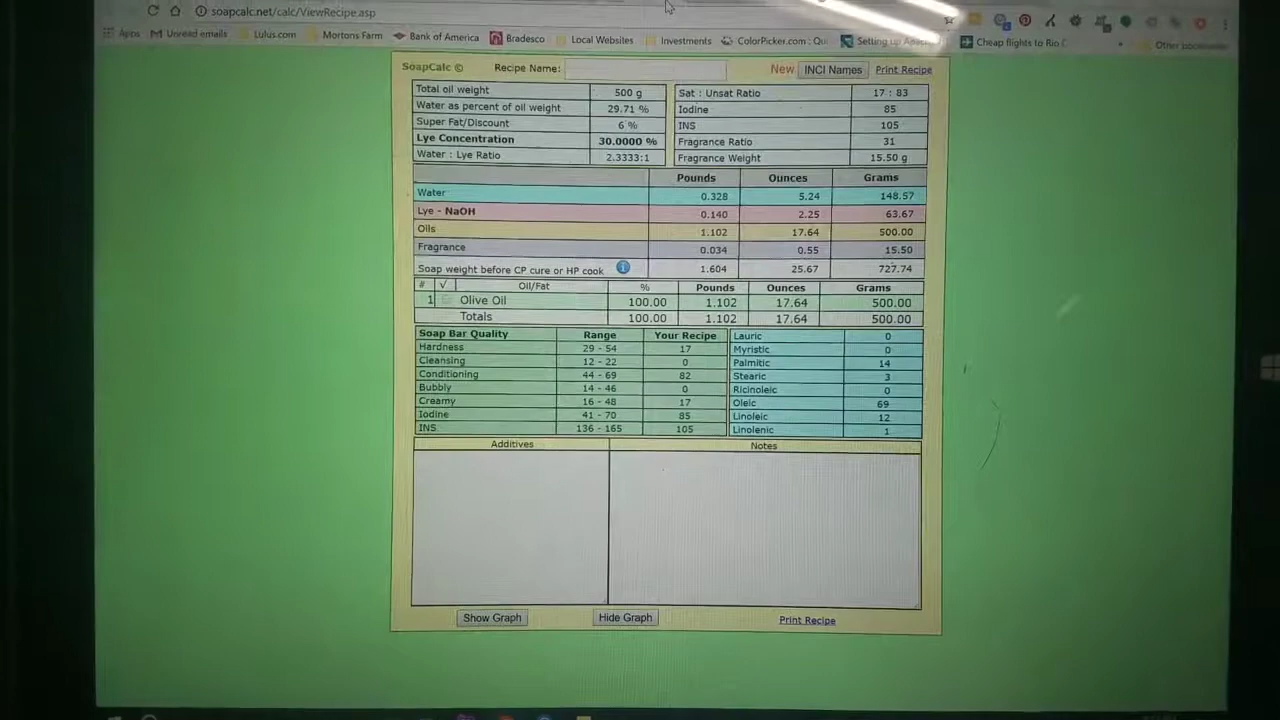 soapcalc.net/calc/ViewRecipe.asp
Apps Unread emails Lulus.com Mortons Farm Bank of America Bradesco Local Websites Investments ColorPicker.com : Qui Setting up Cheap flights to Rio Other bookmarks
SoapCalc © Recipe Name: New INCI Names Print Recipe
Total oil weight 500 g Sat : Unsat Ratio 17 : 83
Water as percent of oil weight 29.71 % Iodine 85
Super Fat/Discount 6 % INS 105
Lye Concentration 30.0000 % Fragrance Ratio 31
Water : Lye Ratio 2.3333:1 Fragrance Weight 15.50 g
Pounds Ounces Grams
Water 0.328 5.24 148.57
Lye - NaOH 0.140 2.25 63.67
Oils 1.102 17.64 500.00
Fragrance 0.034 0.55 15.50
Soap weight before CP cure or HP cook i 1.604 25.67 727.74
# √ Oil/Fat % Pounds Ounces Grams
1 Olive Oil 100.00 1.102 17.64 500.00
Totals 100.00 1.102 17.64 500.00
Soap Bar Quality Range Your Recipe Lauric 0
Hardness 29 - 54 17 Myristic 0
Cleansing 12 - 22 0 Palmitic 14
Conditioning 44 - 69 82 Stearic 3
Bubbly 14 - 46 0 Ricinoleic 0
Creamy 16 - 48 17 Oleic 69
Iodine 41 - 70 85 Linoleic 12
INS 136 - 165 105 Linolenic 1
Additives Notes
Show Graph Hide Graph Print Recipe